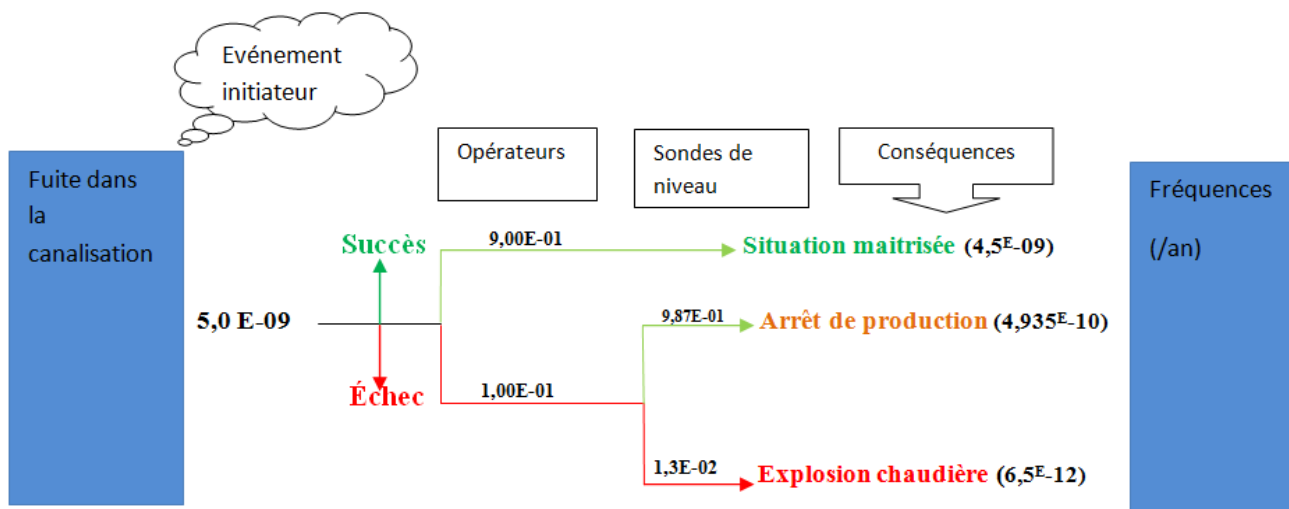 Evénement
initiateur
Fuite dans
la
canalisation
Opérateurs
Sondes de
niveau
Conséquences
Fréquences
(/an)
Succès
9,00E-01
Situation maitrisée (4,5ᴱ-09)
5,0 E-09
9,87E-01
Arrêt de production (4,935ᴱ-10)
Échec
1,00E-01
1,3E-02
Explosion chaudière (6,5ᴱ-12)